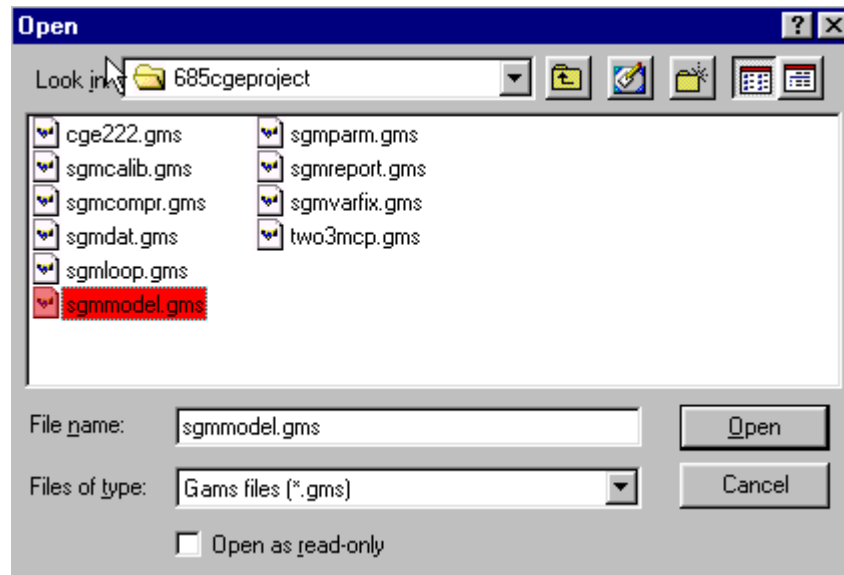 Open
Look in: 685cgeproject
cge222.gms sgmparm.gms
sgmcalib.gms sgmreport.gms
sgmcompr.gms sgmvarfix.gms
sgmdat.gms two3mcp.gms
sgmloop.gms
sgmmodel.gms
File name: sgmmodel.gms Open
Files of type: Gams files (*.gms) Cancel
Open as read-only